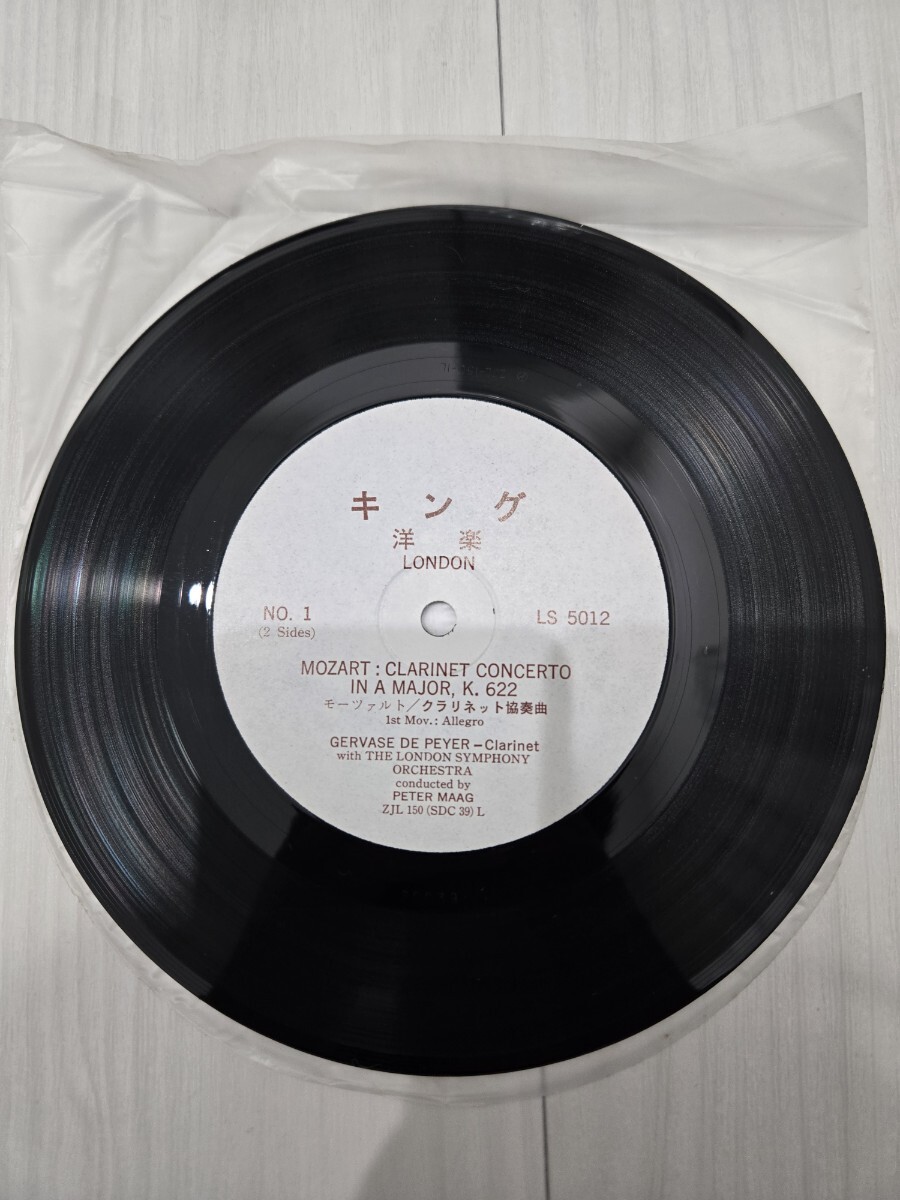 キング
洋楽
LONDON
NO. 1
(2 Sides)
LS 5012
MOZART : CLARINET CONCERTO
IN A MAJOR, K. 622
モーツァルト／クラリネット協奏曲
1st Mov.: Allegro
GERVASE DE PEYER – Clarinet
with THE LONDON SYMPHONY
ORCHESTRA
conducted by
PETER MAAG
ZJL 150 (SDC 39) L